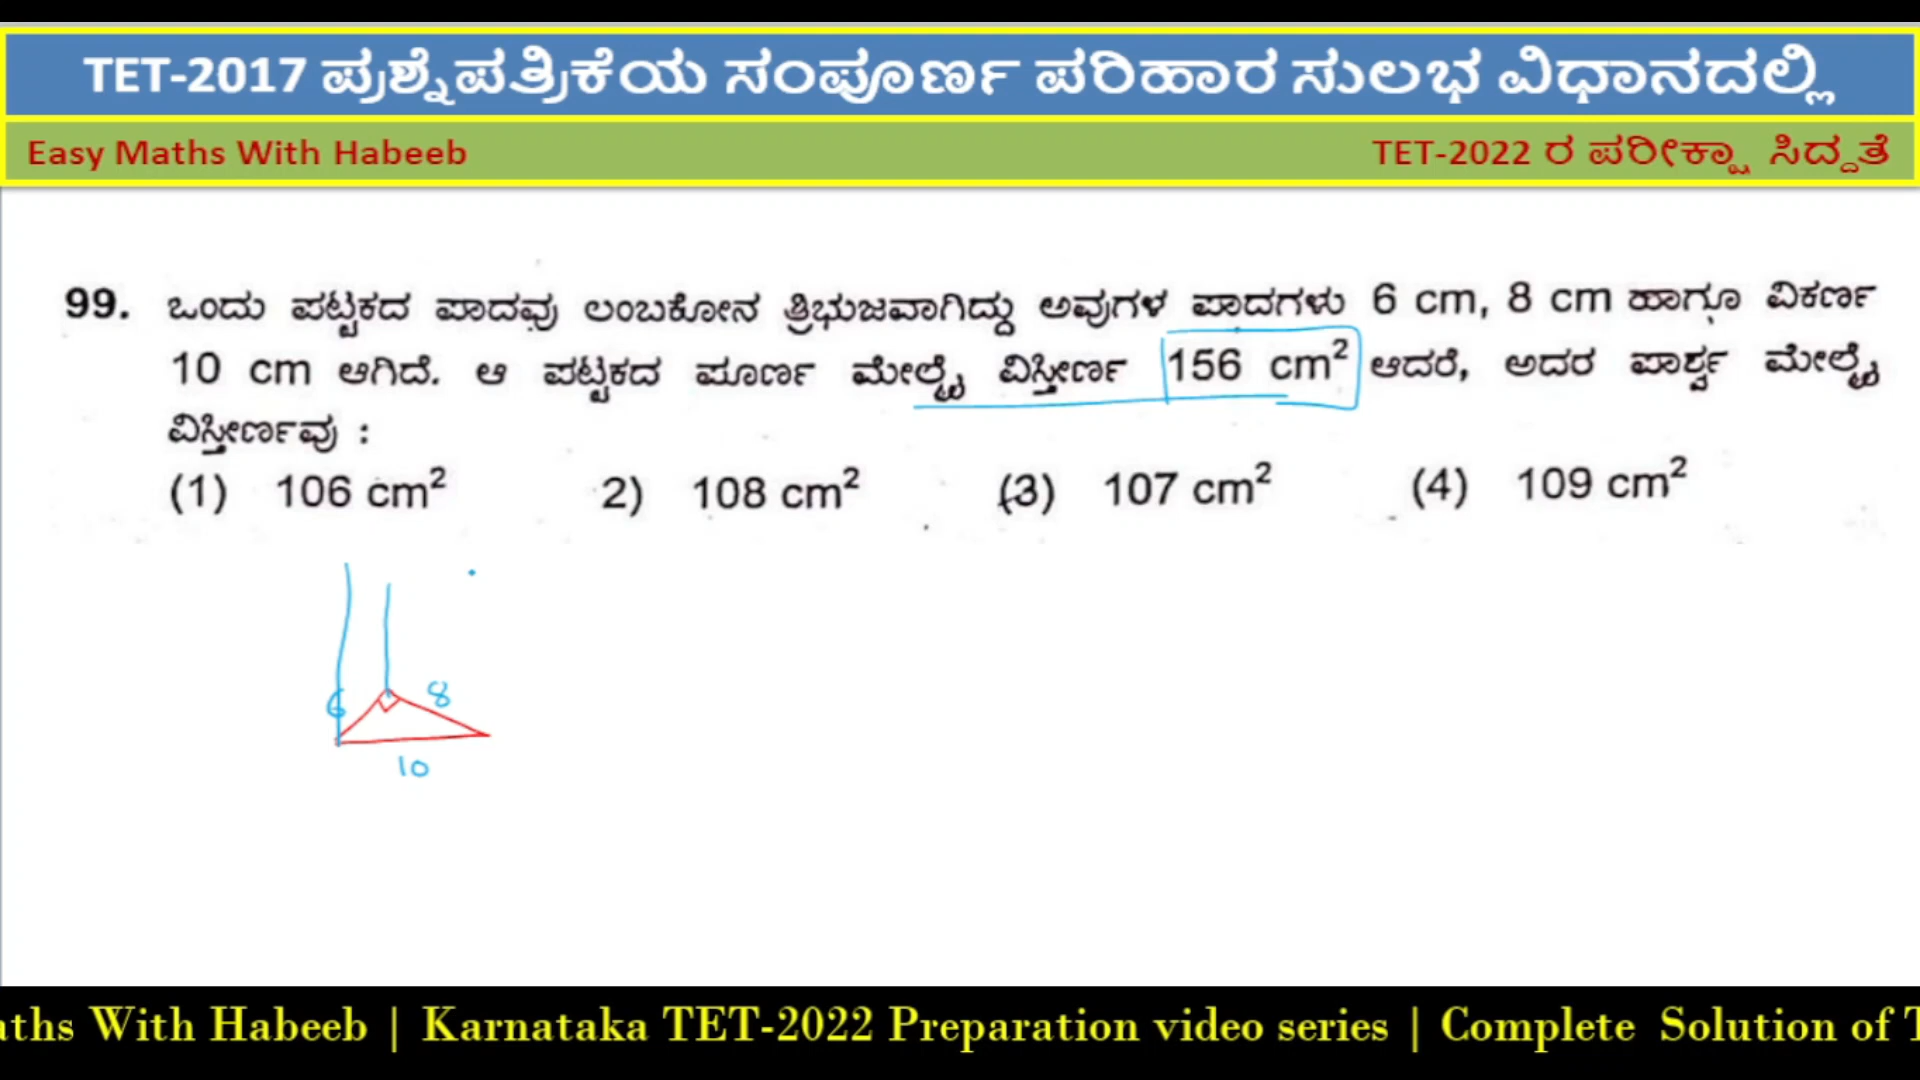 TET-2017 ಪ್ರಶ್ನೆಪತ್ರಿಕೆಯ ಸಂಪೂರ್ಣ ಪರಿಹಾರ ಸುಲಭ ವಿಧಾನದಲ್ಲಿ
Easy Maths With Habeeb
TET-2022 ರ ಪರೀಕ್ಷಾ ಸಿದ್ದತೆ
99. ಒಂದು ಪಟ್ಟಕದ ಪಾದವು ಲಂಬಕೋನ ತ್ರಿಭುಜವಾಗಿದ್ದು ಅವುಗಳ ಪಾದಗಳು 6 cm, 8 cm ಹಾಗೂ ವಿಕರ್ಣ
10 cm ಆಗಿದೆ. ಆ ಪಟ್ಟಕದ ಪೂರ್ಣ ಮೇಲ್ಮೈ ವಿಸ್ತೀರ್ಣ 156 cm² ಆದರೆ, ಅದರ ಪಾರ್ಶ್ವ ಮೇಲ್ಮೈ
ವಿಸ್ತೀರ್ಣವು :
(1) 106 cm² 2) 108 cm² (3) 107 cm² (4) 109 cm²
6 8
10
aths With Habeeb | Karnataka TET-2022 Preparation video series | Complete Solution of T